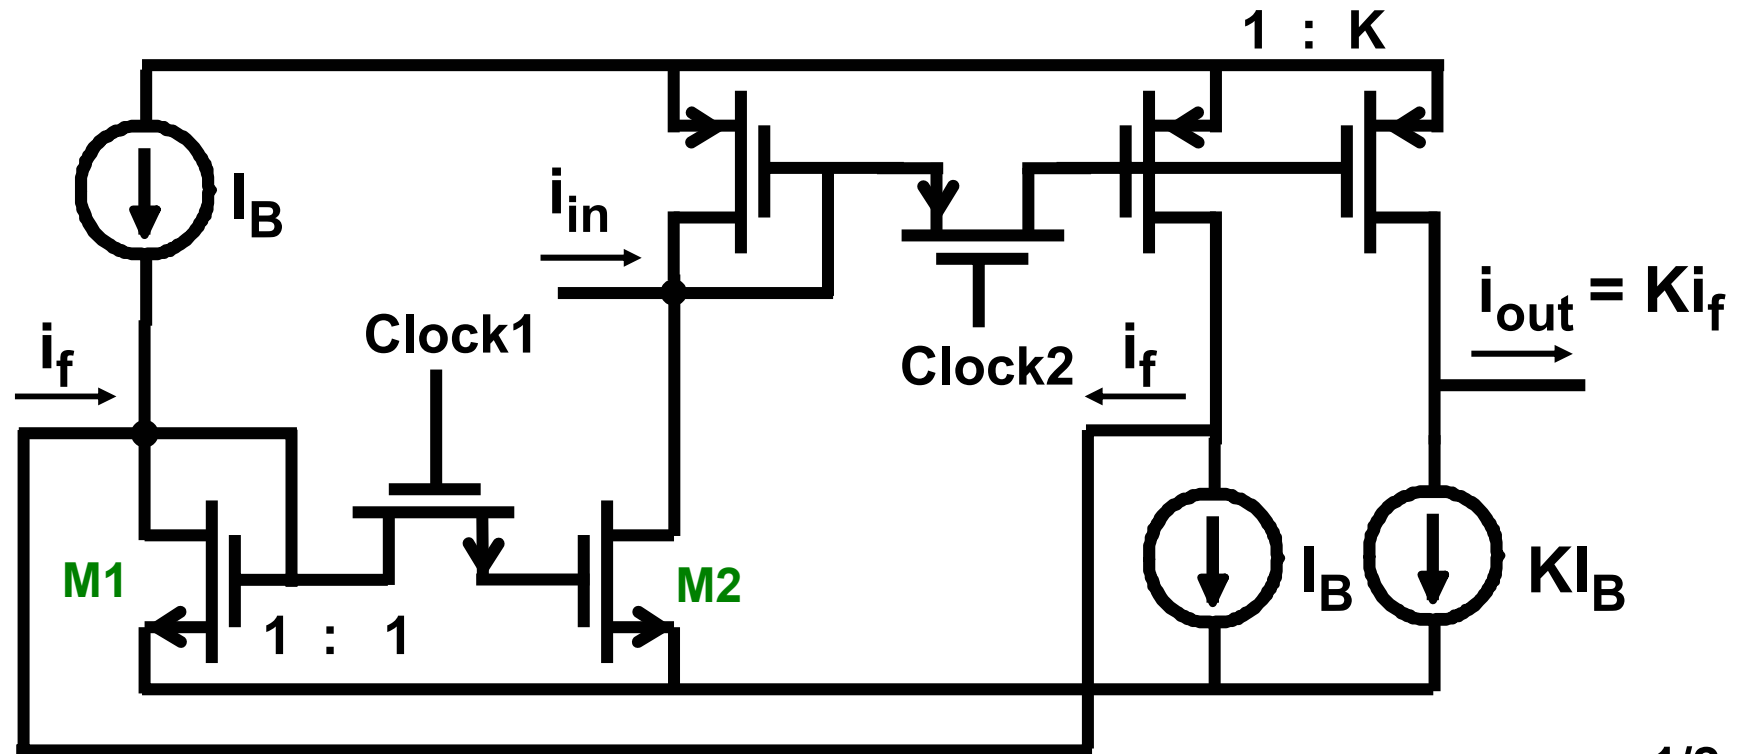 1 : K
I_B
i_in
i_out = Ki_f
Clock1
i_f
Clock2
i_f
M1
M2
I_B
KI_B
1 : 1